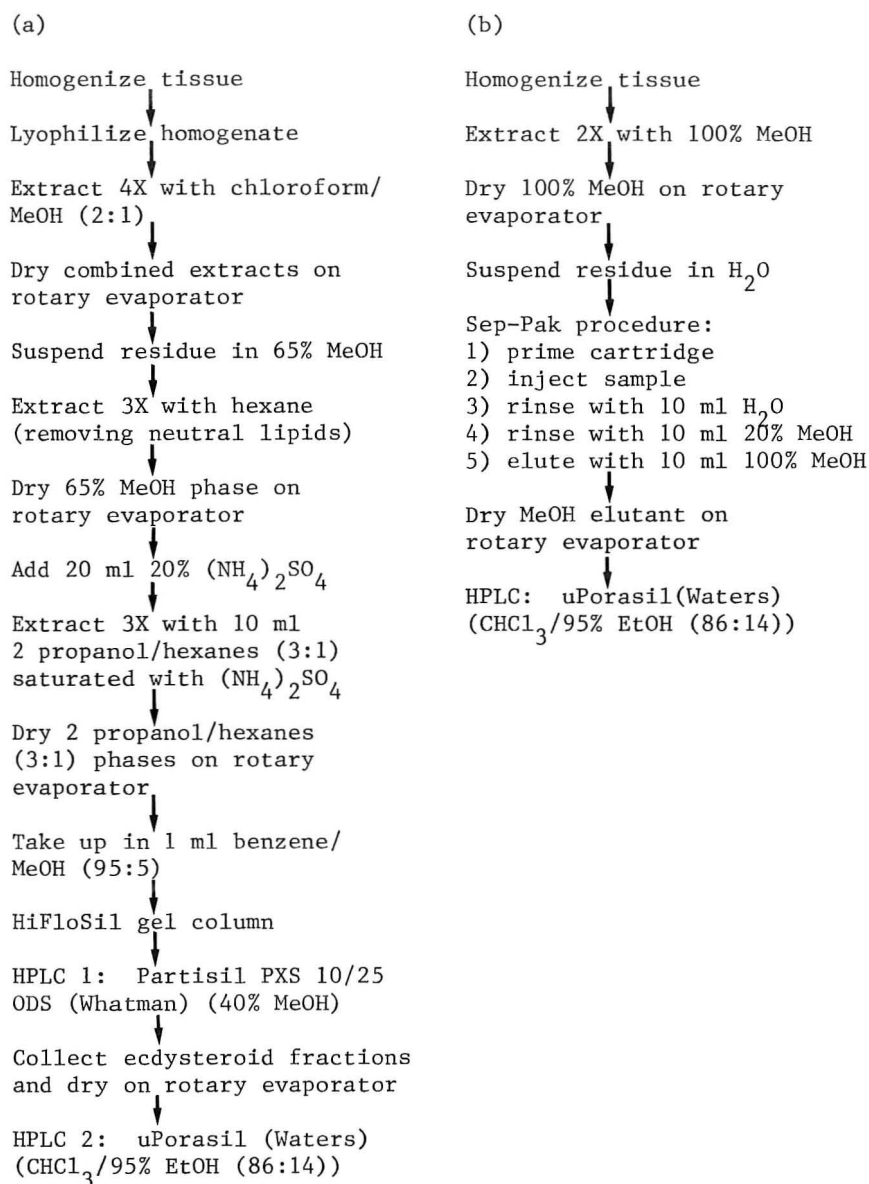 (a)
Homogenize tissue
Lyophilize homogenate
Extract 4X with chloroform/
MeOH (2:1)
Dry combined extracts on
rotary evaporator
Suspend residue in 65% MeOH
Extract 3X with hexane
(removing neutral lipids)
Dry 65% MeOH phase on
rotary evaporator
Add 20 ml 20% (NH4)2SO4
Extract 3X with 10 ml
2 propanol/hexanes (3:1)
saturated with (NH4)2SO4
Dry 2 propanol/hexanes
(3:1) phases on rotary
evaporator
Take up in 1 ml benzene/
MeOH (95:5)
HiFloSil gel column
HPLC 1: Partisil PXS 10/25
ODS (Whatman) (40% MeOH)
Collect ecdysteroid fractions
and dry on rotary evaporator
HPLC 2: uPorasil (Waters)
(CHCl3/95% EtOH (86:14))
(b)
Homogenize tissue
Extract 2X with 100% MeOH
Dry 100% MeOH on rotary
evaporator
Suspend residue in H2O
Sep-Pak procedure:
1) prime cartridge
2) inject sample
3) rinse with 10 ml H2O
4) rinse with 10 ml 20% MeOH
5) elute with 10 ml 100% MeOH
Dry MeOH elutant on
rotary evaporator
HPLC: uPorasil(Waters)
(CHCl3/95% EtOH (86:14))